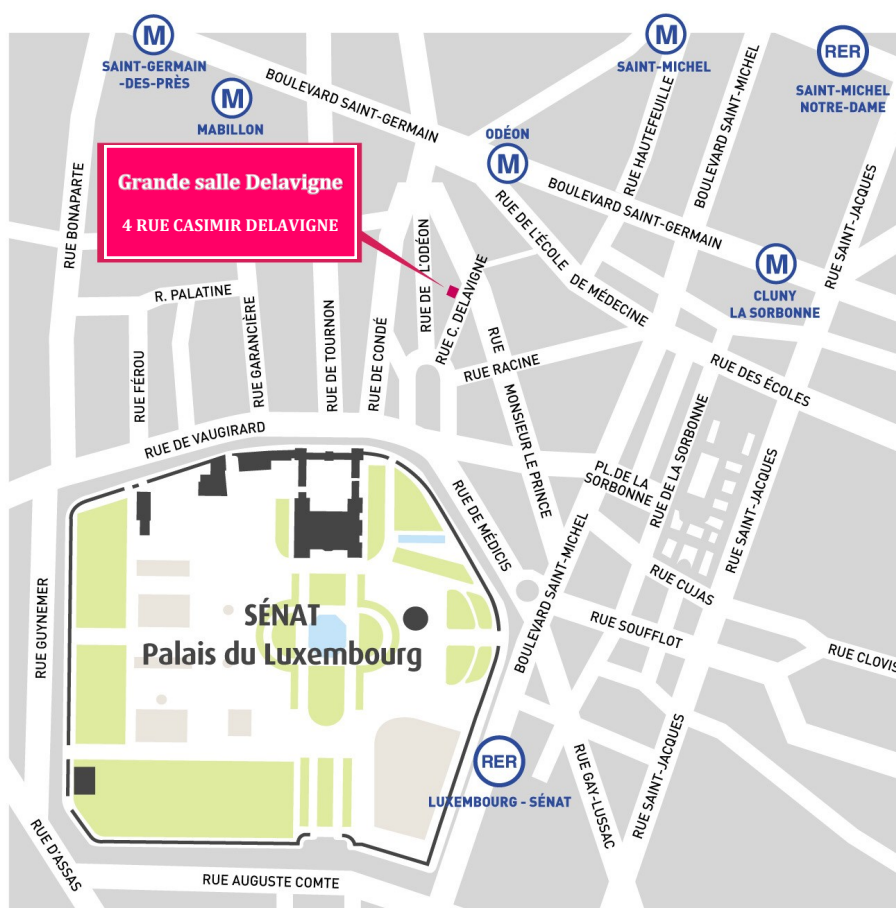 M
SAINT-GERMAIN
-DES-PRÈS
M
MABILLON
M
SAINT-MICHEL
RER
SAINT-MICHEL
NOTRE-DAME
BOULEVARD SAINT-GERMAIN
ODÉON
M
RUE HAUTEFEUILLE
BOULEVARD SAINT-MICHEL
Grande salle Delavigne
4 RUE CASIMIR DELAVIGNE
RUE BONAPARTE
BOULEVARD SAINT-GERMAIN
RUE SAINT-JACQUES
RUE DE L'ÉCOLE DE MÉDECINE
M
CLUNY
LA SORBONNE
R. PALATINE
RUE GARANCIÈRE
RUE DE TOURNON
RUE DE CONDÉ
RUE DE L'ODÉON
RUE C. DELAVIGNE
RUE FÉROU
RUE RACINE
RUE MONSIEUR LE PRINCE
RUE DES ÉCOLES
RUE DE VAUGIRARD
PL. DE LA
SORBONNE
RUE DE LA SORBONNE
RUE DE MÉDICIS
BOULEVARD SAINT-MICHEL
RUE SAINT-JACQUES
RUE CUJAS
RUE SOUFFLOT
RUE CLOVIS
RUE GUYNEMER
SÉNAT
Palais du Luxembourg
RER
LUXEMBOURG - SÉNAT
RUE GAY-LUSSAC
RUE SAINT-JACQUES
RUE D'ASSAS
RUE AUGUSTE COMTE